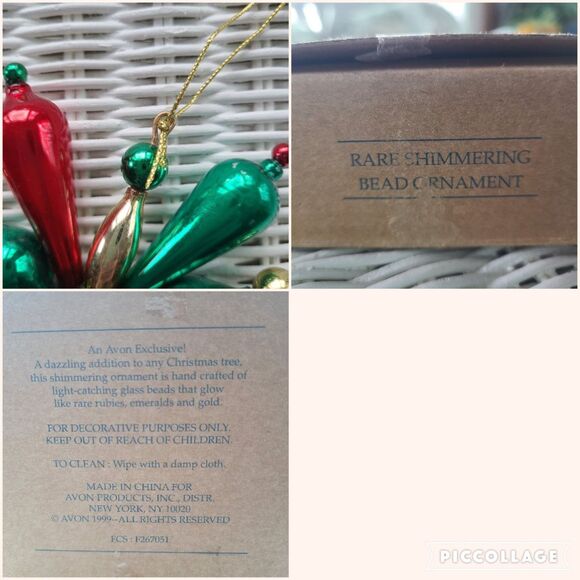 RARE SHIMMERING
BEAD ORNAMENT
An Avon Exclusive!
A dazzling addition to any Christmas tree,
this shimmering ornament is hand crafted of
light-catching glass beads that glow
like rare rubies, emeralds and gold.
FOR DECORATIVE PURPOSES ONLY.
KEEP OUT OF REACH OF CHILDREN.
TO CLEAN : Wipe with a damp cloth.
MADE IN CHINA FOR
AVON PRODUCTS, INC., DISTR.
NEW YORK, NY 10020
© AVON 1999--ALL RIGHTS RESERVED
ECS : F267051
PICCOLLAGE